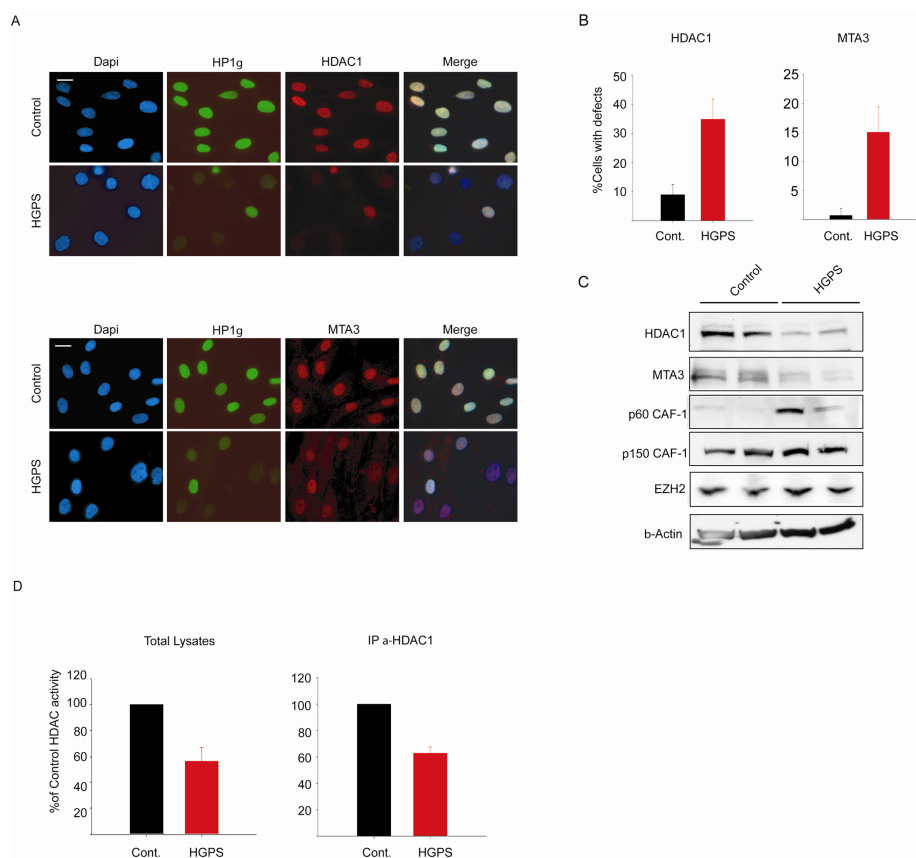 A
Dapi HP1g HDAC1 Merge
Control
HGPS
Dapi HP1g MTA3 Merge
Control
HGPS
B
HDAC1
%Cells with defects
50
40
30
20
10
Cont. HGPS
MTA3
25
20
15
10
5
Cont. HGPS
C
Control HGPS
HDAC1
MTA3
p60 CAF-1
p150 CAF-1
EZH2
b-Actin
D
Total Lysates
%of Control HDAC activity
120
100
80
60
40
20
Cont. HGPS
IP a-HDAC1
120
100
80
60
40
20
Cont. HGPS